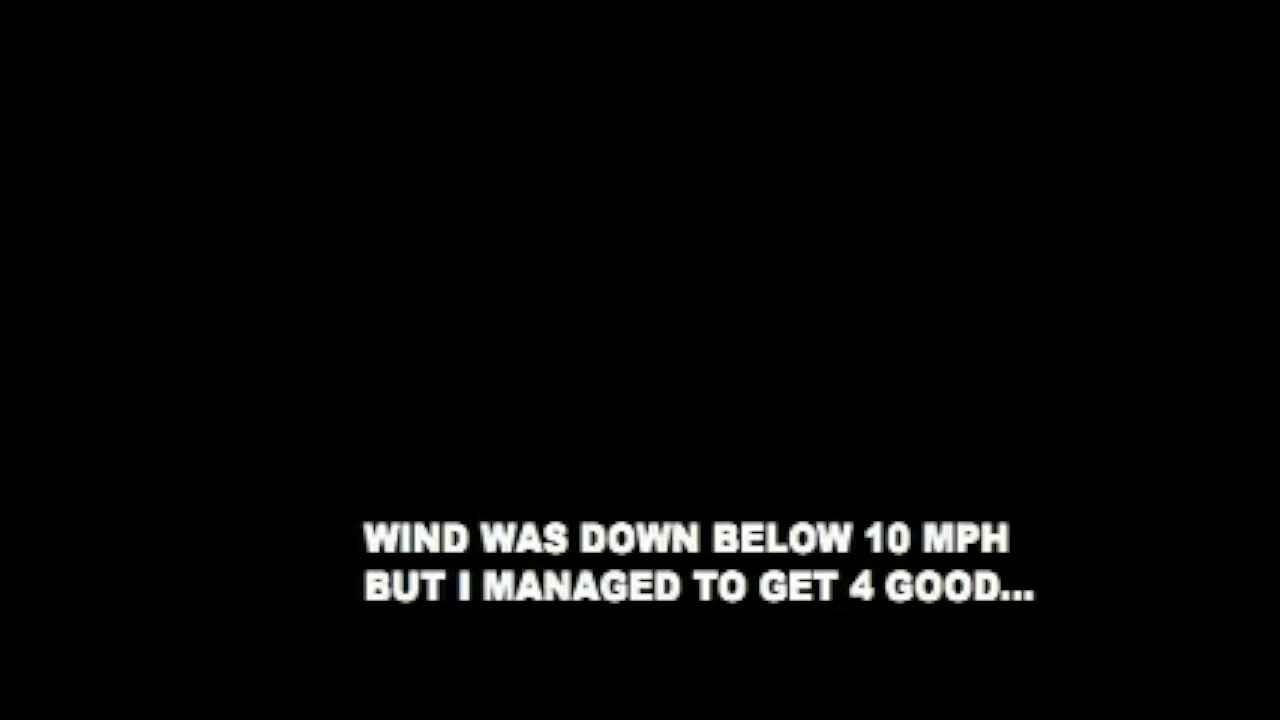 WIND WAS DOWN BELOW 10 MPH
BUT I MANAGED TO GET 4 GOOD...